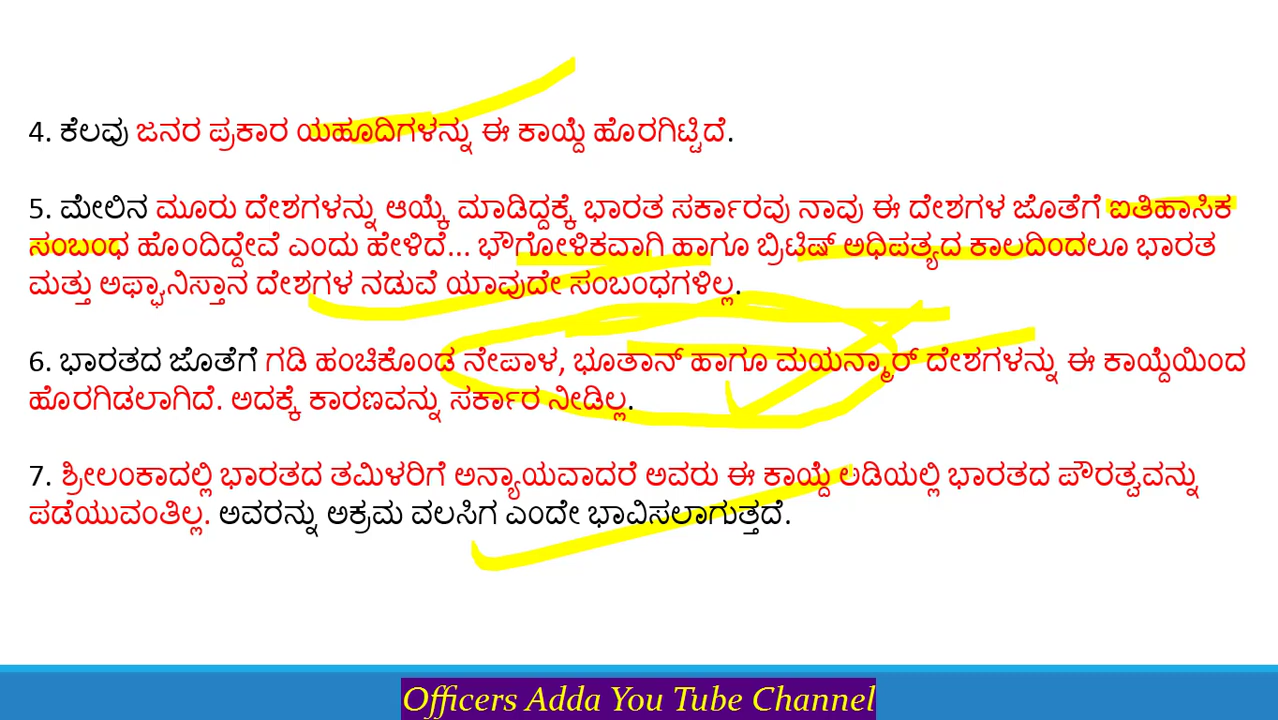 4. ಕೆಲವು ಜನರ ಪ್ರಕಾರ ಯಹೂದಿಗಳನ್ನು ಈ ಕಾಯ್ದೆ ಹೊರಗಿಟ್ಟಿದೆ.
5. ಮೇಲಿನ ಮೂರು ದೇಶಗಳನ್ನು ಆಯ್ಕೆ ಮಾಡಿದ್ದಕ್ಕೆ ಭಾರತ ಸರ್ಕಾರವು ನಾವು ಈ ದೇಶಗಳ ಜೊತೆಗೆ ಐತಿಹಾಸಿಕ
ಸಂಬಂಧ ಹೊಂದಿದ್ದೇವೆ ಎಂದು ಹೇಳಿದೆ... ಭೌಗೋಳಿಕವಾಗಿ ಹಾಗೂ ಬ್ರಿಟಿಷ್ ಅಧಿಪತ್ಯದ ಕಾಲದಿಂದಲೂ ಭಾರತ
ಮತ್ತು ಅಫ್ಘಾನಿಸ್ತಾನ ದೇಶಗಳ ನಡುವೆ ಯಾವುದೇ ಸಂಬಂಧಗಳಿಲ್ಲ.
6. ಭಾರತದ ಜೊತೆಗೆ ಗಡಿ ಹಂಚಿಕೊಂಡ ನೇಪಾಳ, ಭೂತಾನ್ ಹಾಗೂ ಮಯನ್ಮಾರ್ ದೇಶಗಳನ್ನು ಈ ಕಾಯ್ದೆಯಿಂದ
ಹೊರಗಿಡಲಾಗಿದೆ. ಅದಕ್ಕೆ ಕಾರಣವನ್ನು ಸರ್ಕಾರ ನೀಡಿಲ್ಲ.
7. ಶ್ರೀಲಂಕಾದಲ್ಲಿ ಭಾರತದ ತಮಿಳರಿಗೆ ಅನ್ಯಾಯವಾದರೆ ಅವರು ಈ ಕಾಯ್ದೆ ಅಡಿಯಲ್ಲಿ ಭಾರತದ ಪೌರತ್ವವನ್ನು
ಪಡೆಯುವಂತಿಲ್ಲ. ಅವರನ್ನು ಅಕ್ರಮ ವಲಸಿಗ ಎಂದೇ ಭಾವಿಸಲಾಗುತ್ತದೆ.
Officers Adda You Tube Channel